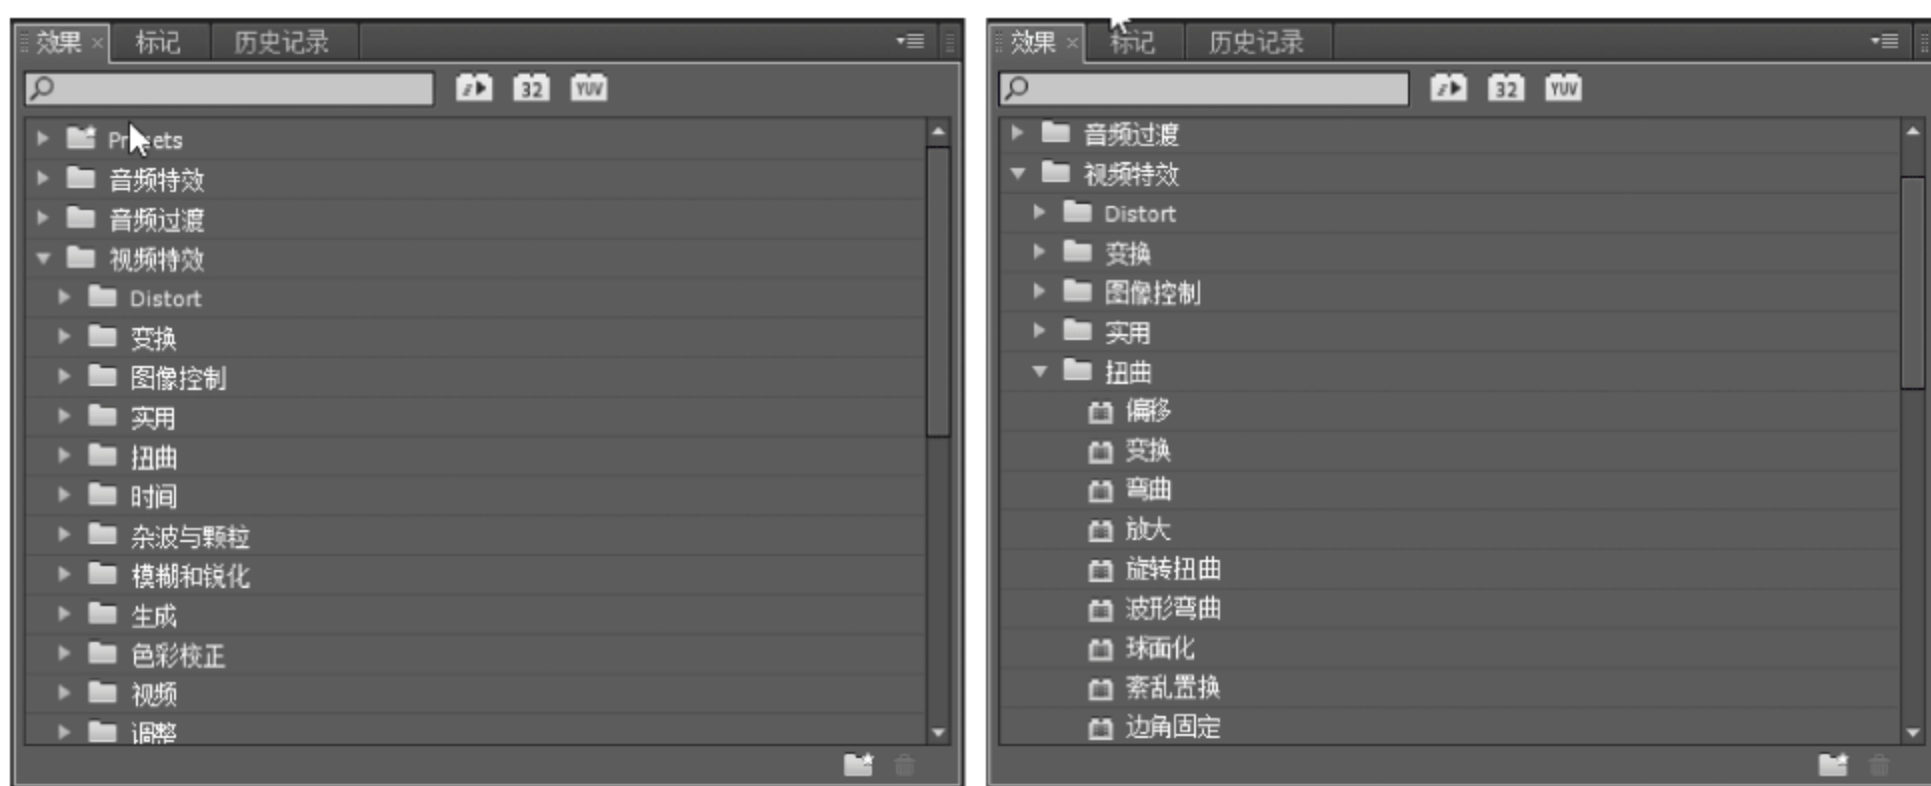 效果 × 标记 历史记录
32 YUV
Presets
音频特效
音频过渡
视频特效
Distort
变换
图像控制
实用
扭曲
时间
杂波与颗粒
模糊和锐化
生成
色彩校正
视频
调整
效果 × 标记 历史记录
32 YUV
音频过渡
视频特效
Distort
变换
图像控制
实用
扭曲
偏移
变换
弯曲
放大
旋转扭曲
波形弯曲
球面化
紊乱置换
边角固定